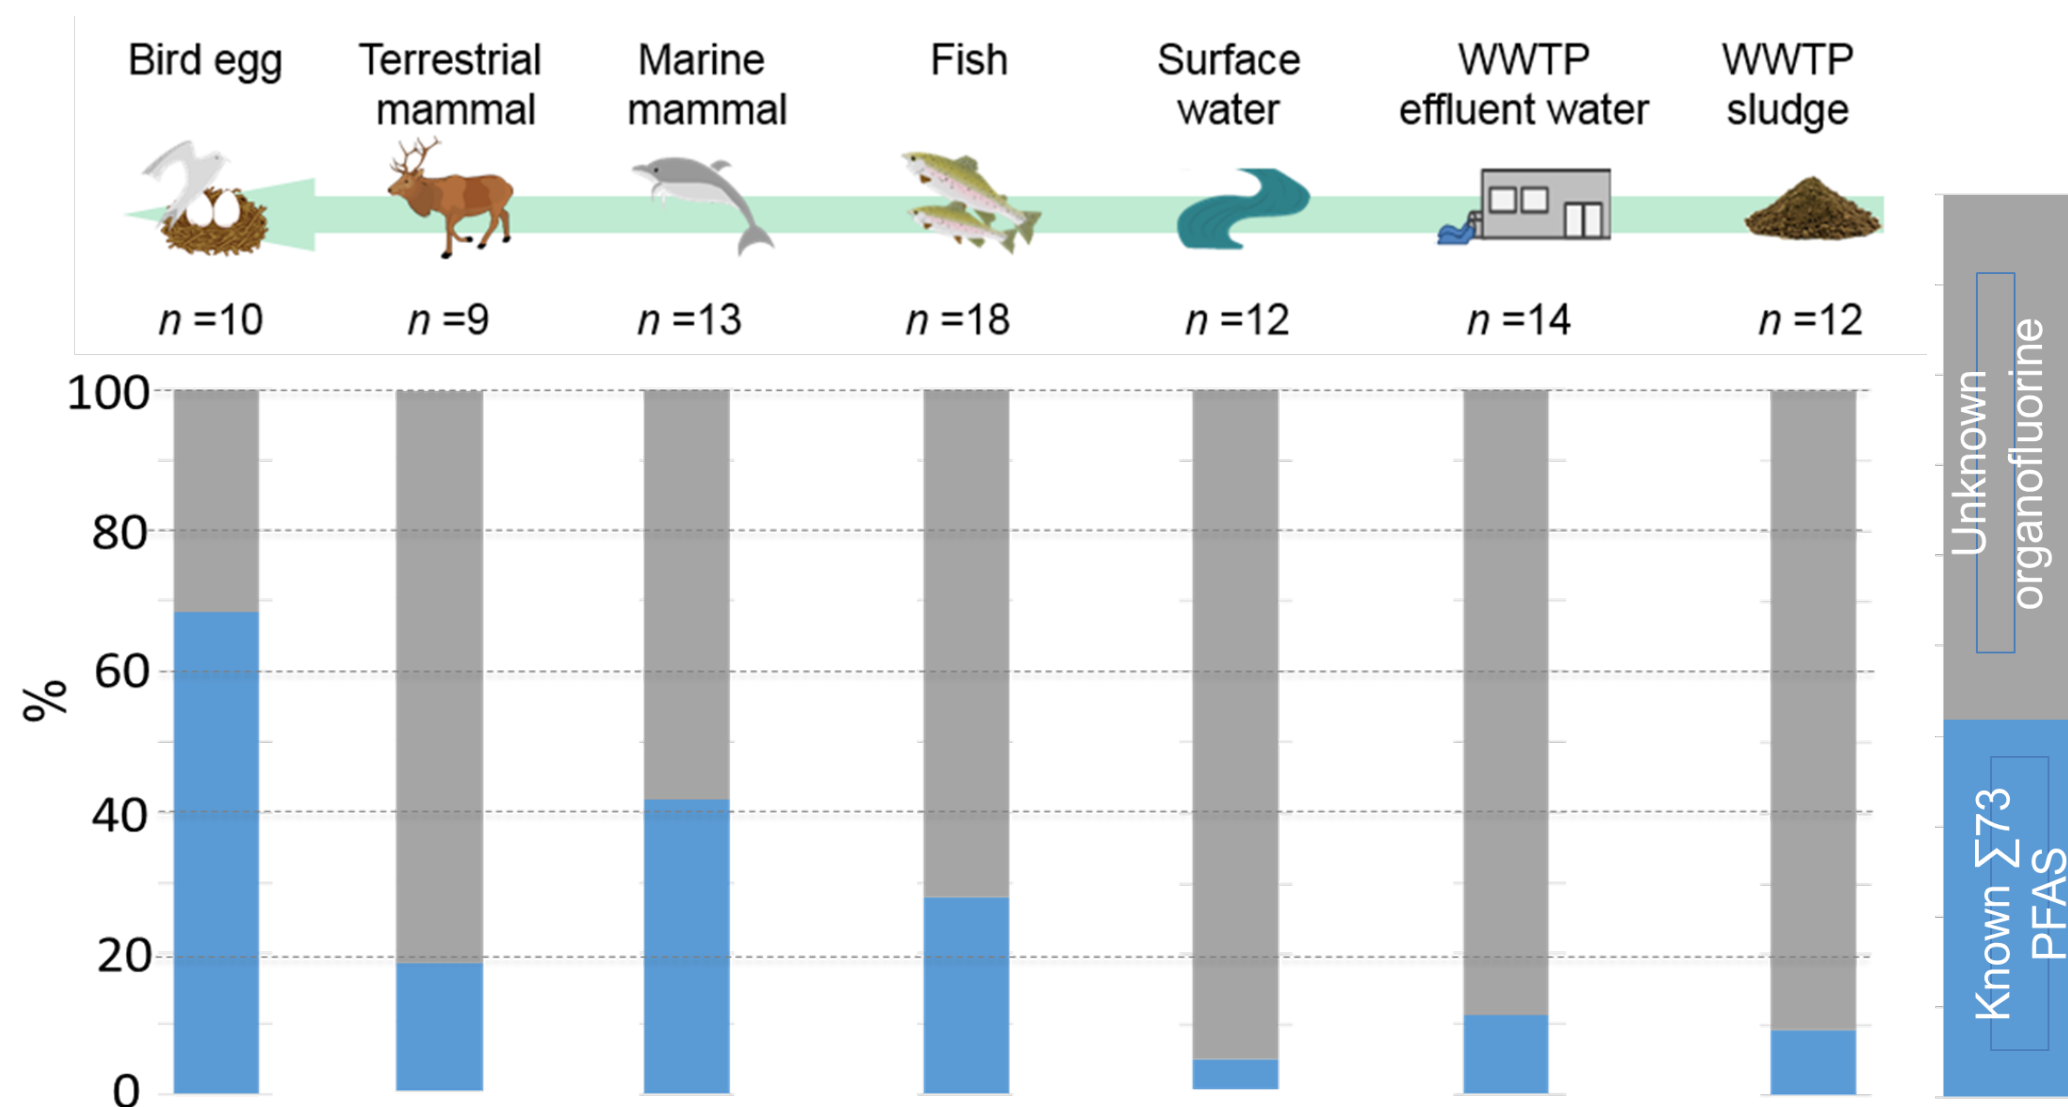 Bird egg
Terrestrial
mammal
Marine
mammal
Fish
Surface
water
WWTP
effluent water
WWTP
sludge
n =10
n =9
n =13
n =18
n =12
n =14
n =12
100
80
60
40
20
0
%
Unknown
organofluorine
Known ∑73
PFAS